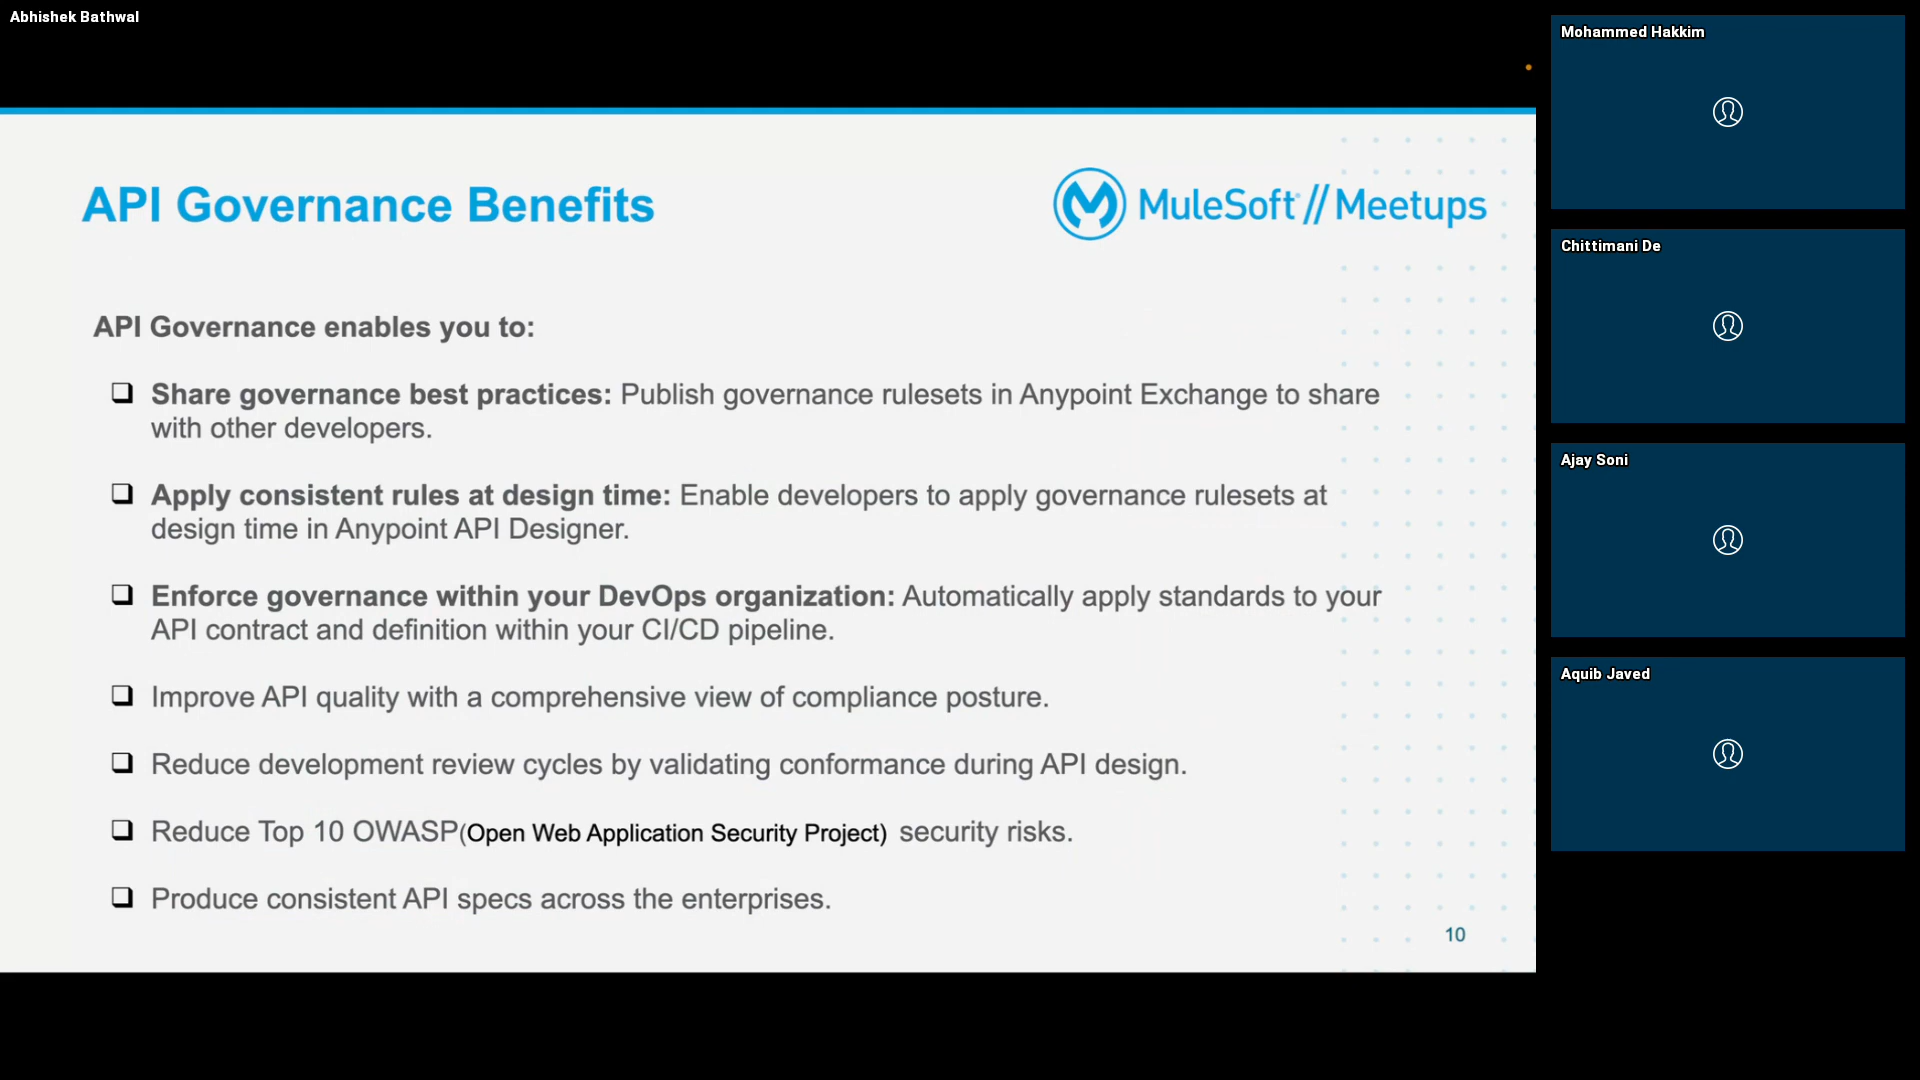 Abhishek Bathwal
API Governance Benefits
MuleSoft // Meetups
API Governance enables you to:
❑ Share governance best practices: Publish governance rulesets in Anypoint Exchange to share
with other developers.
❑ Apply consistent rules at design time: Enable developers to apply governance rulesets at
design time in Anypoint API Designer.
❑ Enforce governance within your DevOps organization: Automatically apply standards to your
API contract and definition within your CI/CD pipeline.
❑ Improve API quality with a comprehensive view of compliance posture.
❑ Reduce development review cycles by validating conformance during API design.
❑ Reduce Top 10 OWASP(Open Web Application Security Project) security risks.
❑ Produce consistent API specs across the enterprises.
10
Mohammed Hakkim
Chittimani De
Ajay Soni
Aquib Javed